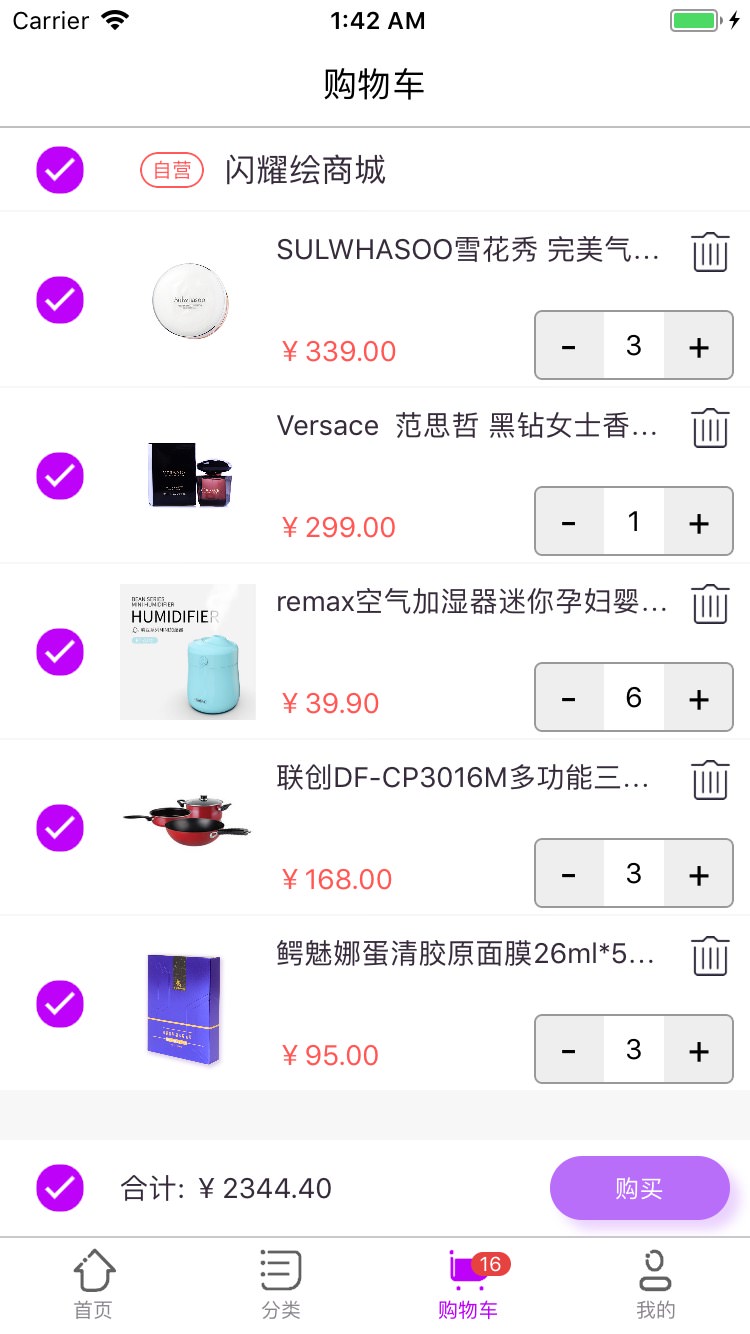 Carrier 1:42 AM
购物车
自营 闪耀绘商城
SULWHASOO雪花秀 完美气...
Sulwhasoo
￥339.00
- 3 +
Versace 范思哲 黑钻女士香...
￥299.00
- 1 +
BEAN SERIES
MINI HUMIDIFIER
HUMIDIFIER
remax空气加湿器迷你孕妇婴...
￥39.90
- 6 +
联创DF-CP3016M多功能三...
￥168.00
- 3 +
鳄魅娜蛋清胶原面膜26ml*5...
￥95.00
- 3 +
合计: ￥2344.40
购买
16
首页 分类 购物车 我的